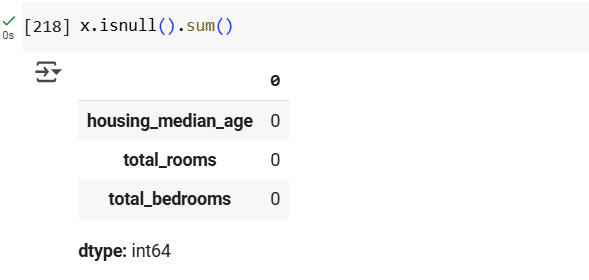 [218] x.isnull().sum()
0s
0
housing_median_age 0
total_rooms 0
total_bedrooms 0
dtype: int64